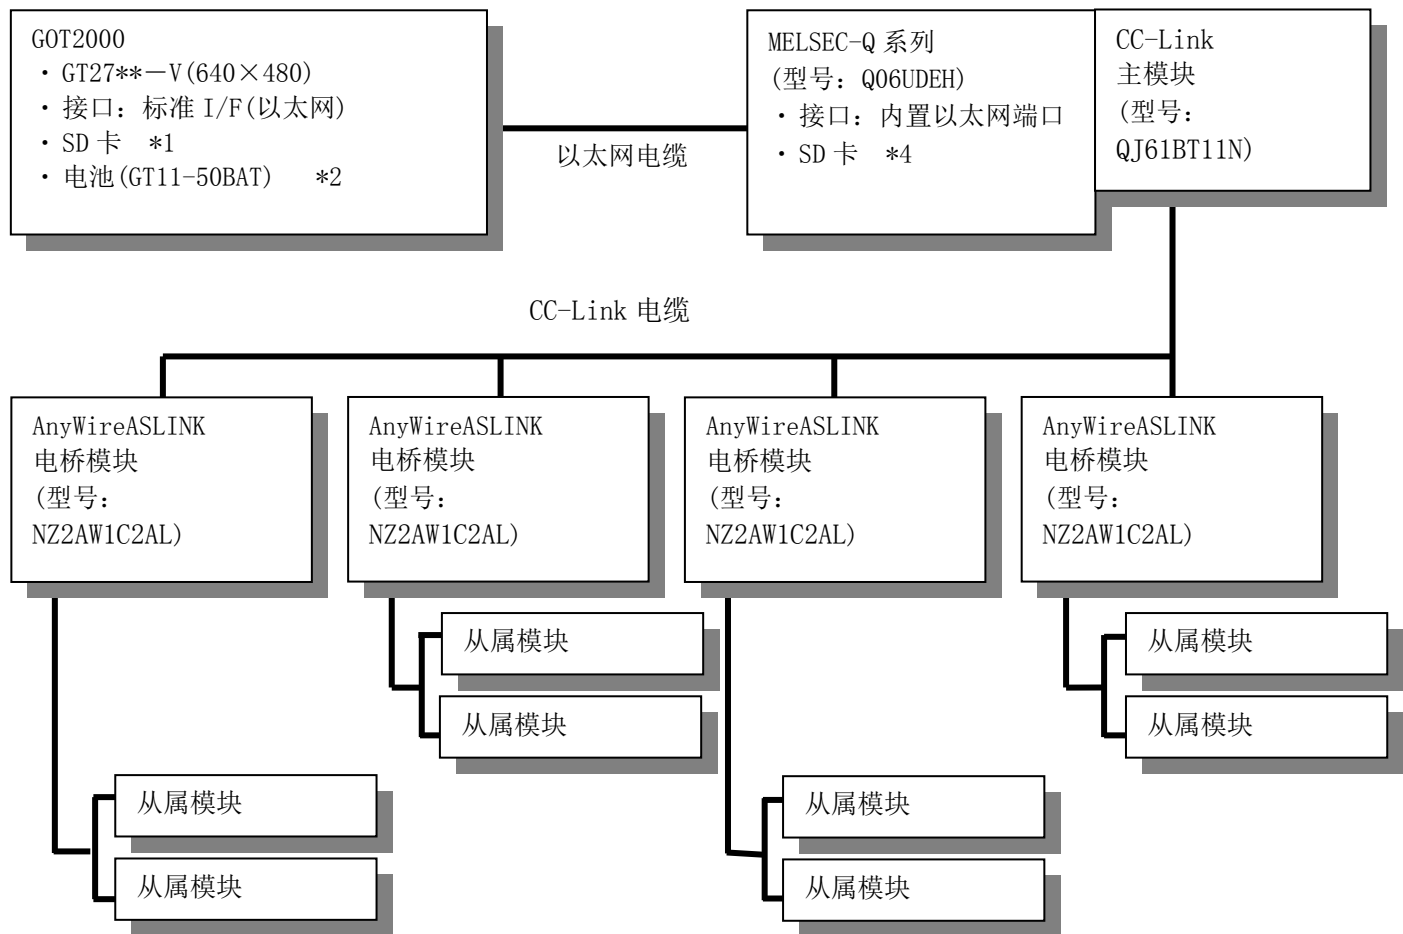 GOT2000
・GT27**－V(640×480)
・接口：标准 I/F(以太网)
・SD 卡 *1
・电池(GT11-50BAT) *2
以太网电缆
MELSEC-Q 系列
(型号：Q06UDEH)
・接口：内置以太网端口
・SD 卡 *4
CC-Link
主模块
(型号：
QJ61BT11N)
CC-Link 电缆
AnyWireASLINK
电桥模块
(型号：
NZ2AW1C2AL)
AnyWireASLINK
电桥模块
(型号：
NZ2AW1C2AL)
AnyWireASLINK
电桥模块
(型号：
NZ2AW1C2AL)
AnyWireASLINK
电桥模块
(型号：
NZ2AW1C2AL)
从属模块
从属模块
从属模块
从属模块
从属模块
从属模块
从属模块
从属模块